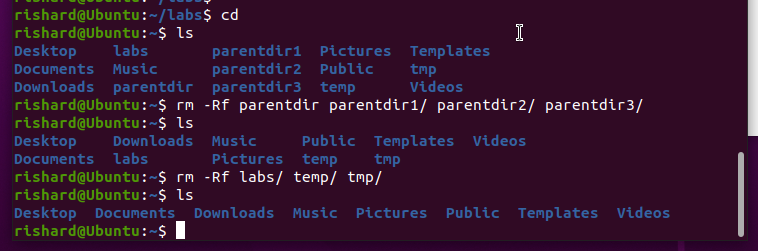 rishard@Ubuntu:~/labs$ cd
rishard@Ubuntu:~$ ls
Desktop labs parentdir1 Pictures Templates
Documents Music parentdir2 Public tmp
Downloads parentdir parentdir3 temp Videos
rishard@Ubuntu:~$ rm -Rf parentdir parentdir1/ parentdir2/ parentdir3/
rishard@Ubuntu:~$ ls
Desktop Downloads Music Public Templates Videos
Documents labs Pictures temp tmp
rishard@Ubuntu:~$ rm -Rf labs/ temp/ tmp/
rishard@Ubuntu:~$ ls
Desktop Documents Downloads Music Pictures Public Templates Videos
rishard@Ubuntu:~$